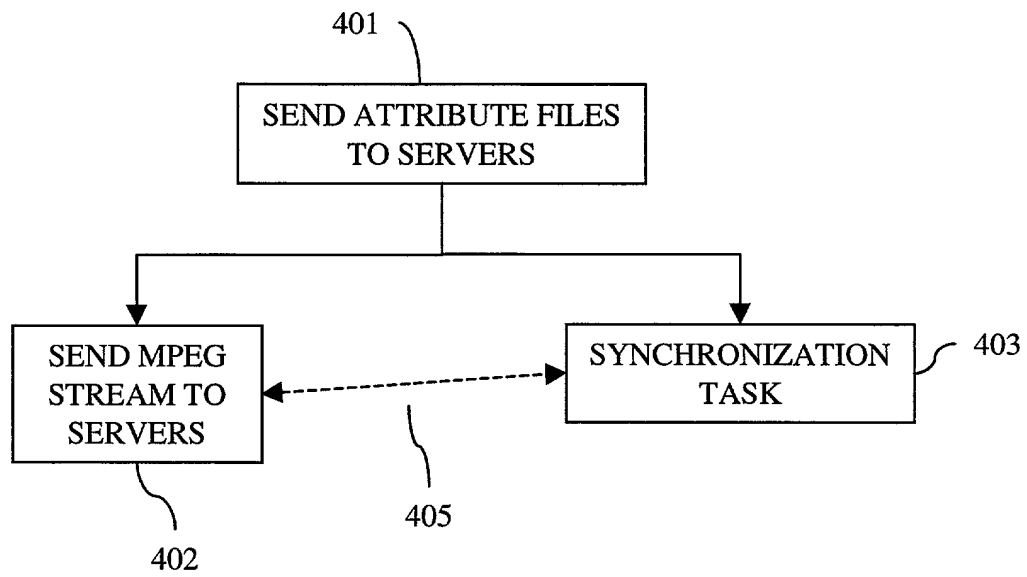 401
SEND ATTRIBUTE FILES
TO SERVERS
SEND MPEG
STREAM TO
SERVERS
SYNCHRONIZATION
TASK
403
405
402